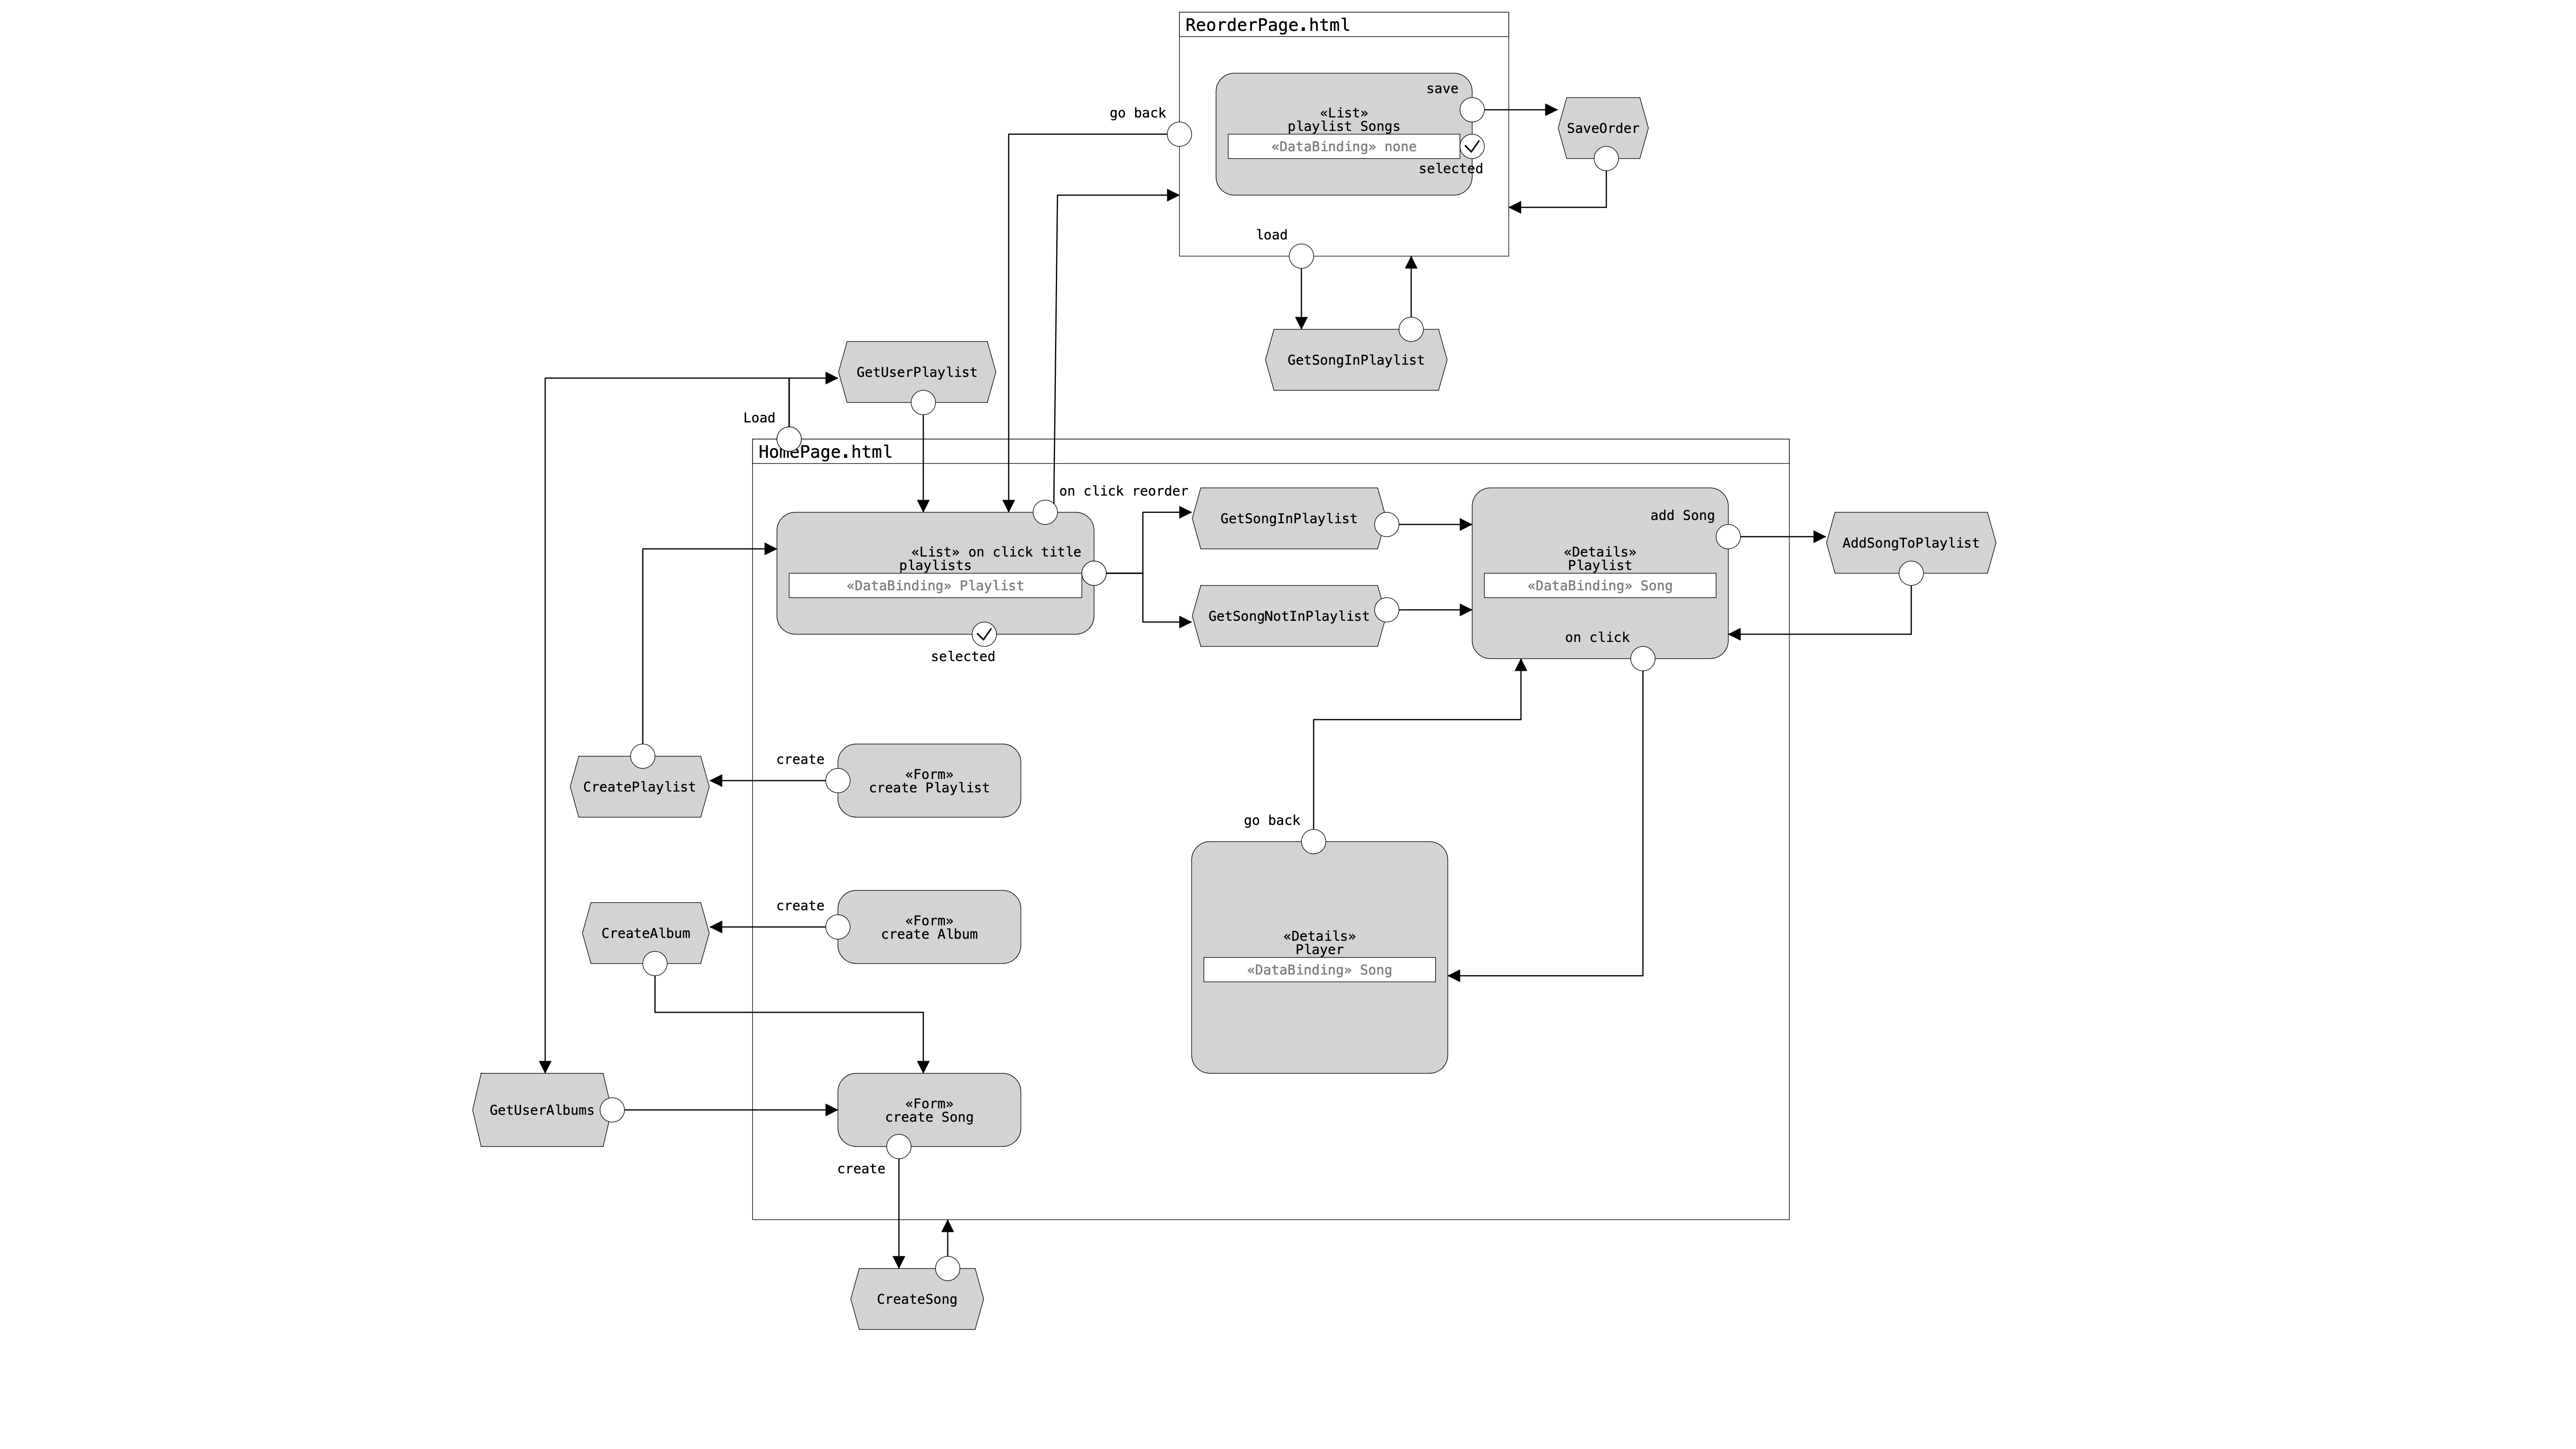 ReorderPage.html
save
go back
«List»
playlist Songs
SaveOrder
«DataBinding» none
selected
load
GetSongInPlaylist
GetUserPlaylist
Load
HomePage.html
on click reorder
GetSongInPlaylist
add Song
«List» on click title
playlists
«DataBinding» Playlist
selected
GetSongNotInPlaylist
«Details»
Playlist
«DataBinding» Song
on click
AddSongToPlaylist
create
«Form»
create Playlist
CreatePlaylist
go back
create
«Form»
create Album
CreateAlbum
«Details»
Player
«DataBinding» Song
GetUserAlbums
«Form»
create Song
create
CreateSong